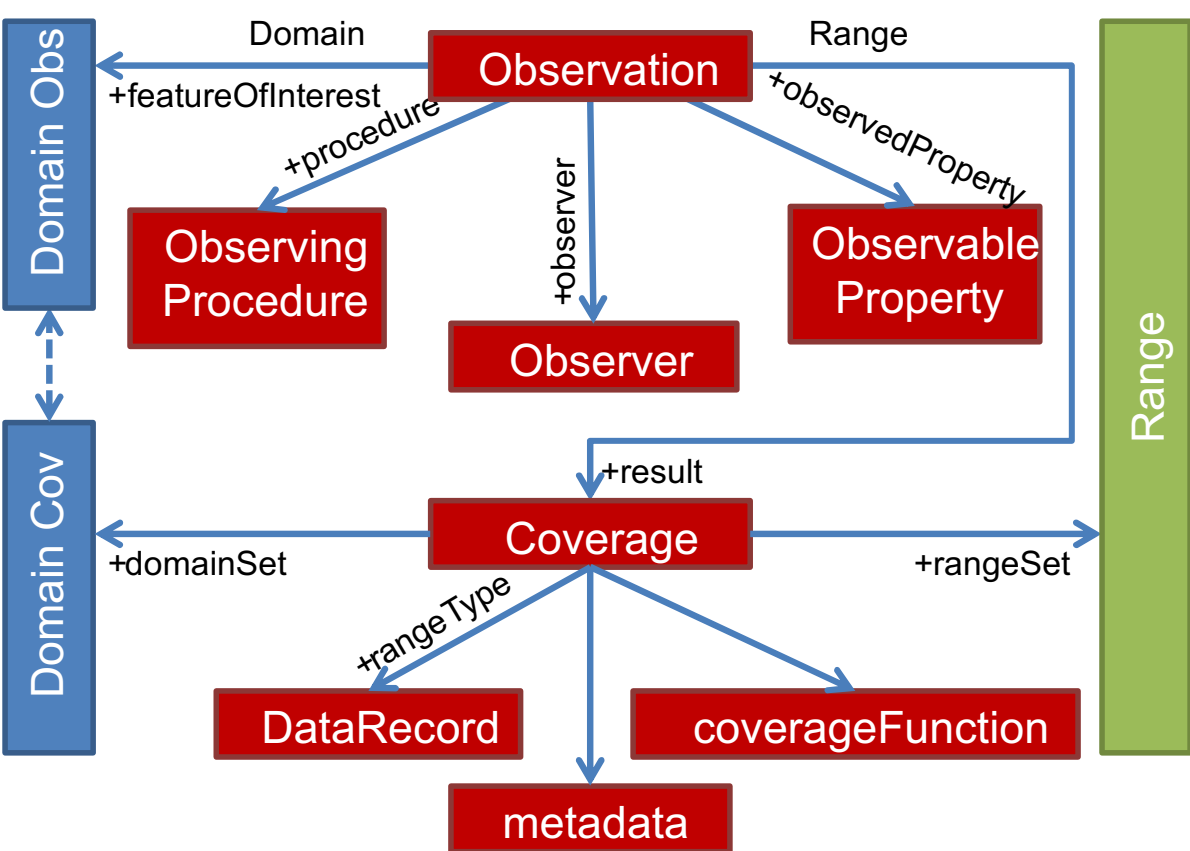 Domain
Range
Observation
+featureOfInterest
+procedure
+observer
+observedProperty
Domain Obs
Observing
Procedure
Observer
Observable
Property
Range
+result
Coverage
+domainSet
+rangeSet
Domain Cov
+rangeType
DataRecord
coverageFunction
metadata